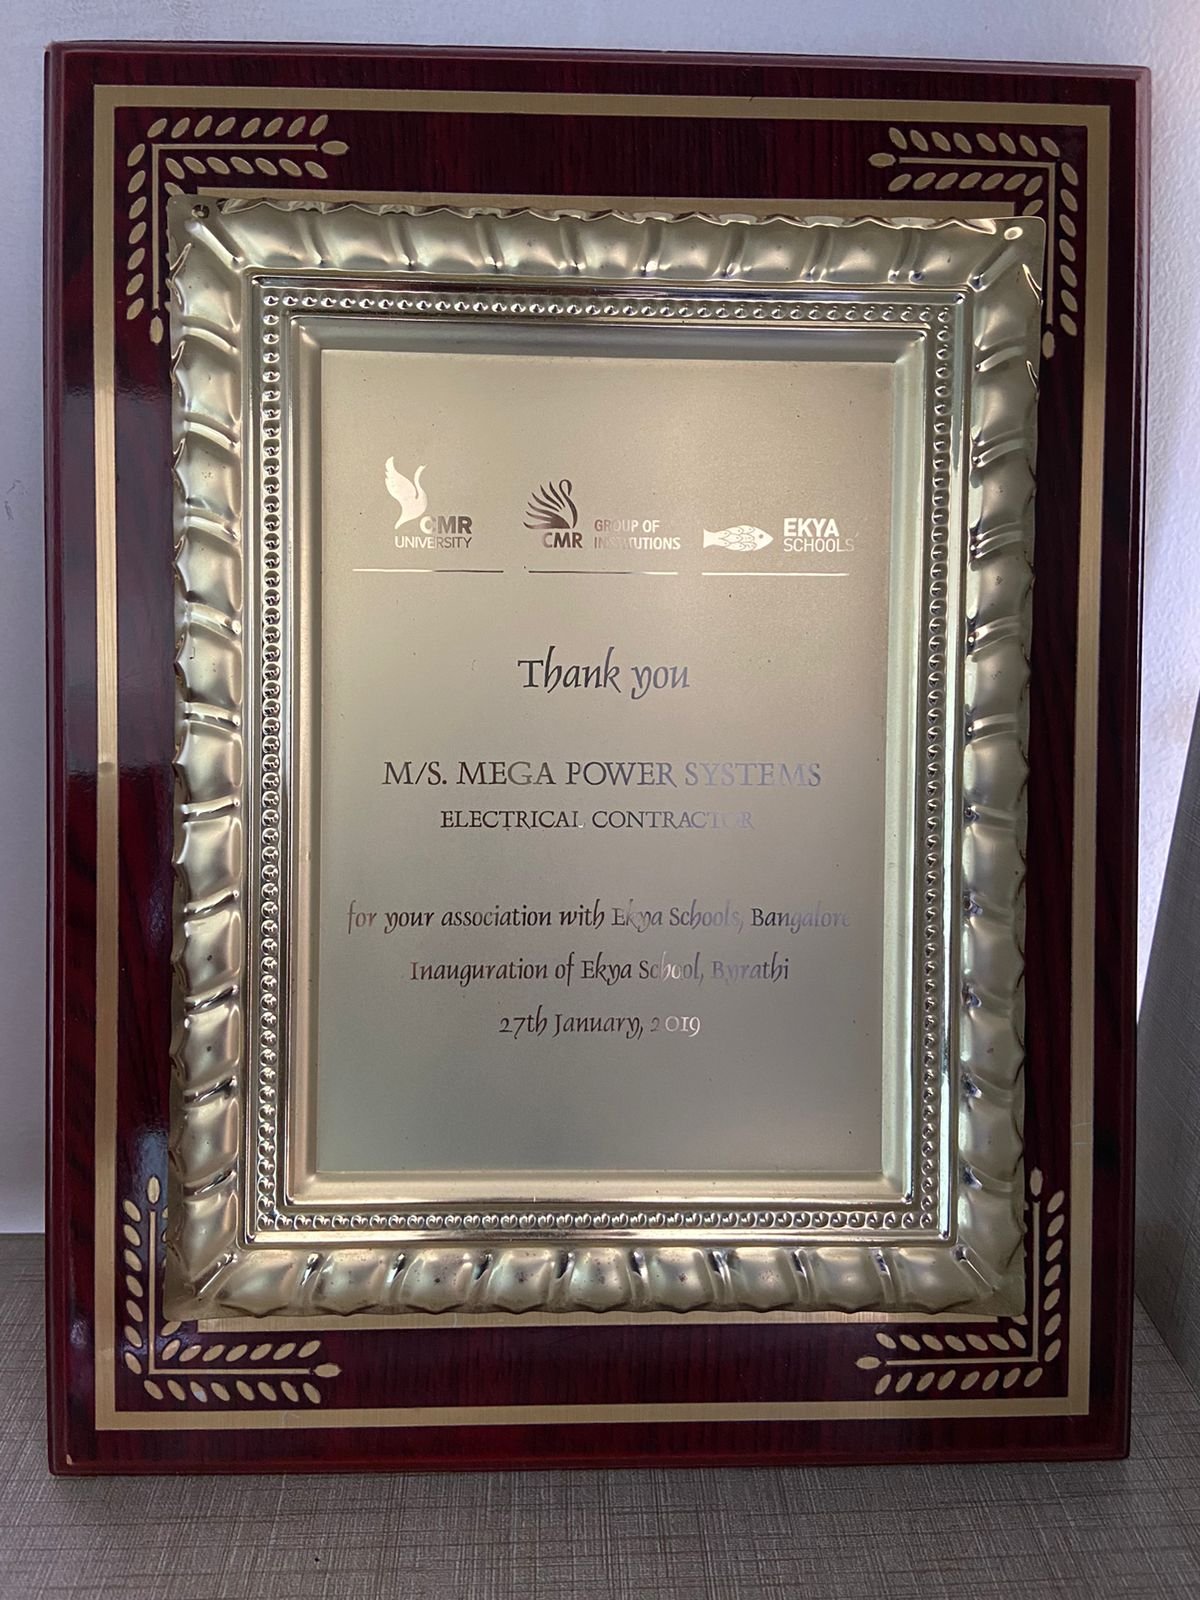 CMR
UNIVERSITY
CMR
GROUP OF
INSTITUTIONS
EKYA
SCHOOLS
Thank you
M/S. MEGA POWER SYSTEMS
ELECTRICAL CONTRACTOR
for your association with Ekya Schools, Bangalore
Inauguration of Ekya School, Byrathi
27th January, 2019